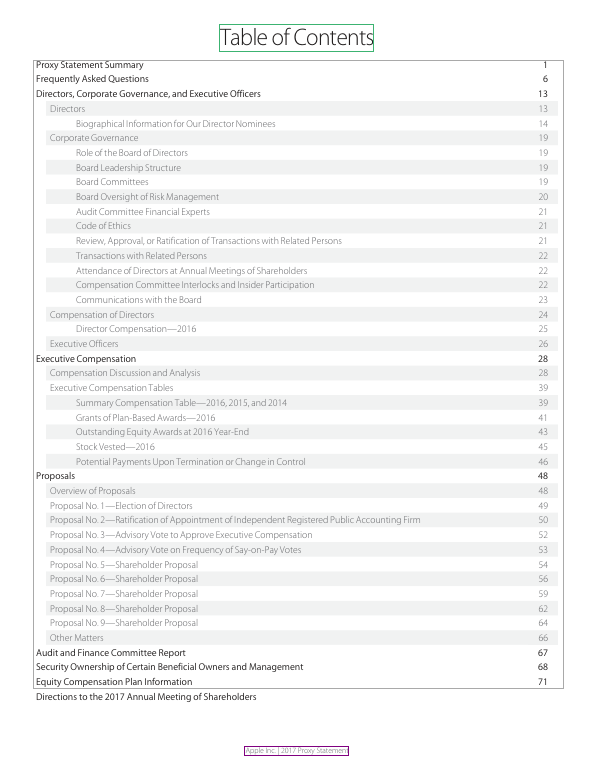 Table of Contents
Proxy Statement Summary 1
Frequently Asked Questions 6
Directors, Corporate Governance, and Executive Officers 13
Directors 13
Biographical Information for Our Director Nominees 14
Corporate Governance 19
Role of the Board of Directors 19
Board Leadership Structure 19
Board Committees 19
Board Oversight of Risk Management 20
Audit Committee Financial Experts 21
Code of Ethics 21
Review, Approval, or Ratification of Transactions with Related Persons 21
Transactions with Related Persons 22
Attendance of Directors at Annual Meetings of Shareholders 22
Compensation Committee Interlocks and Insider Participation 22
Communications with the Board 23
Compensation of Directors 24
Director Compensation—2016 25
Executive Officers 26
Executive Compensation 28
Compensation Discussion and Analysis 28
Executive Compensation Tables 39
Summary Compensation Table—2016, 2015, and 2014 39
Grants of Plan-Based Awards—2016 41
Outstanding Equity Awards at 2016 Year-End 43
Stock Vested—2016 45
Potential Payments Upon Termination or Change in Control 46
Proposals 48
Overview of Proposals 48
Proposal No. 1—Election of Directors 49
Proposal No. 2—Ratification of Appointment of Independent Registered Public Accounting Firm 50
Proposal No. 3—Advisory Vote to Approve Executive Compensation 52
Proposal No. 4—Advisory Vote on Frequency of Say-on-Pay Votes 53
Proposal No. 5—Shareholder Proposal 54
Proposal No. 6—Shareholder Proposal 56
Proposal No. 7—Shareholder Proposal 59
Proposal No. 8—Shareholder Proposal 62
Proposal No. 9—Shareholder Proposal 64
Other Matters 66
Audit and Finance Committee Report 67
Security Ownership of Certain Beneficial Owners and Management 68
Equity Compensation Plan Information 71
Directions to the 2017 Annual Meeting of Shareholders
Apple Inc. | 2017 Proxy Statement